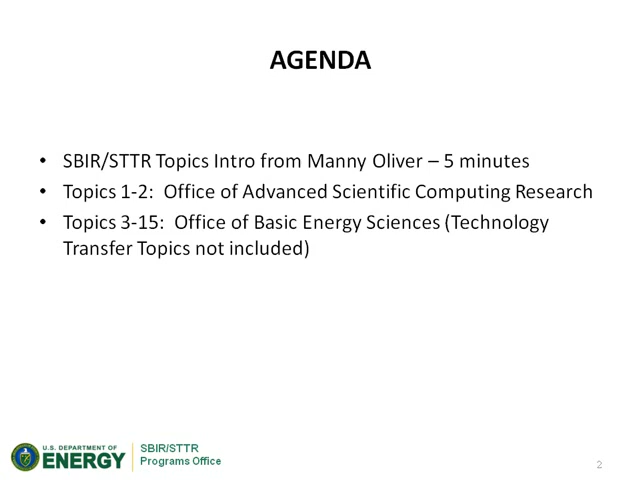 AGENDA
• SBIR/STTR Topics Intro from Manny Oliver – 5 minutes
• Topics 1-2:  Office of Advanced Scientific Computing Research
• Topics 3-15:  Office of Basic Energy Sciences (Technology
Transfer Topics not included)
U.S. DEPARTMENT OF
ENERGY
SBIR/STTR
Programs Office
2